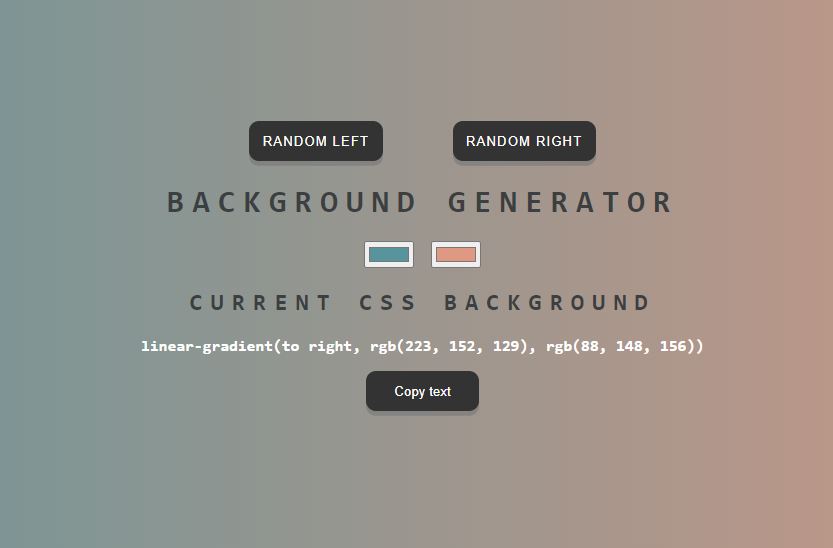 RANDOM LEFT RANDOM RIGHT
BACKGROUND GENERATOR
CURRENT CSS BACKGROUND
linear-gradient(to right, rgb(223, 152, 129), rgb(88, 148, 156))
Copy text